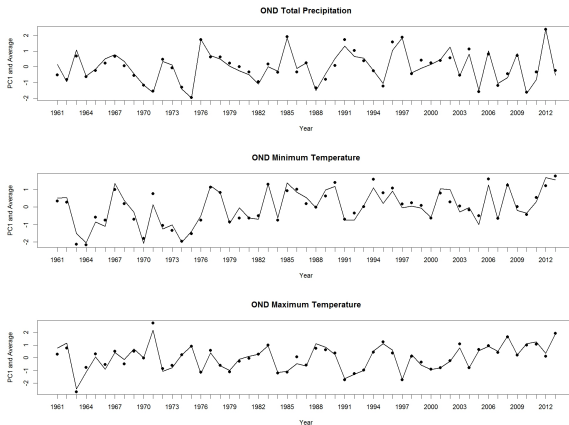 OND Total Precipitation
PC1 and Average
2
1
0
-1
-2
1961 1964 1967 1970 1973 1976 1979 1982 1985 1988 1991 1994 1997 2000 2003 2006 2009 2012
Year
OND Minimum Temperature
PC1 and Average
1
0
-1
-2
1961 1964 1967 1970 1973 1976 1979 1982 1985 1988 1991 1994 1997 2000 2003 2006 2009 2012
Year
OND Maximum Temperature
PC1 and Average
2
1
0
-1
-2
1961 1964 1967 1970 1973 1976 1979 1982 1985 1988 1991 1994 1997 2000 2003 2006 2009 2012
Year